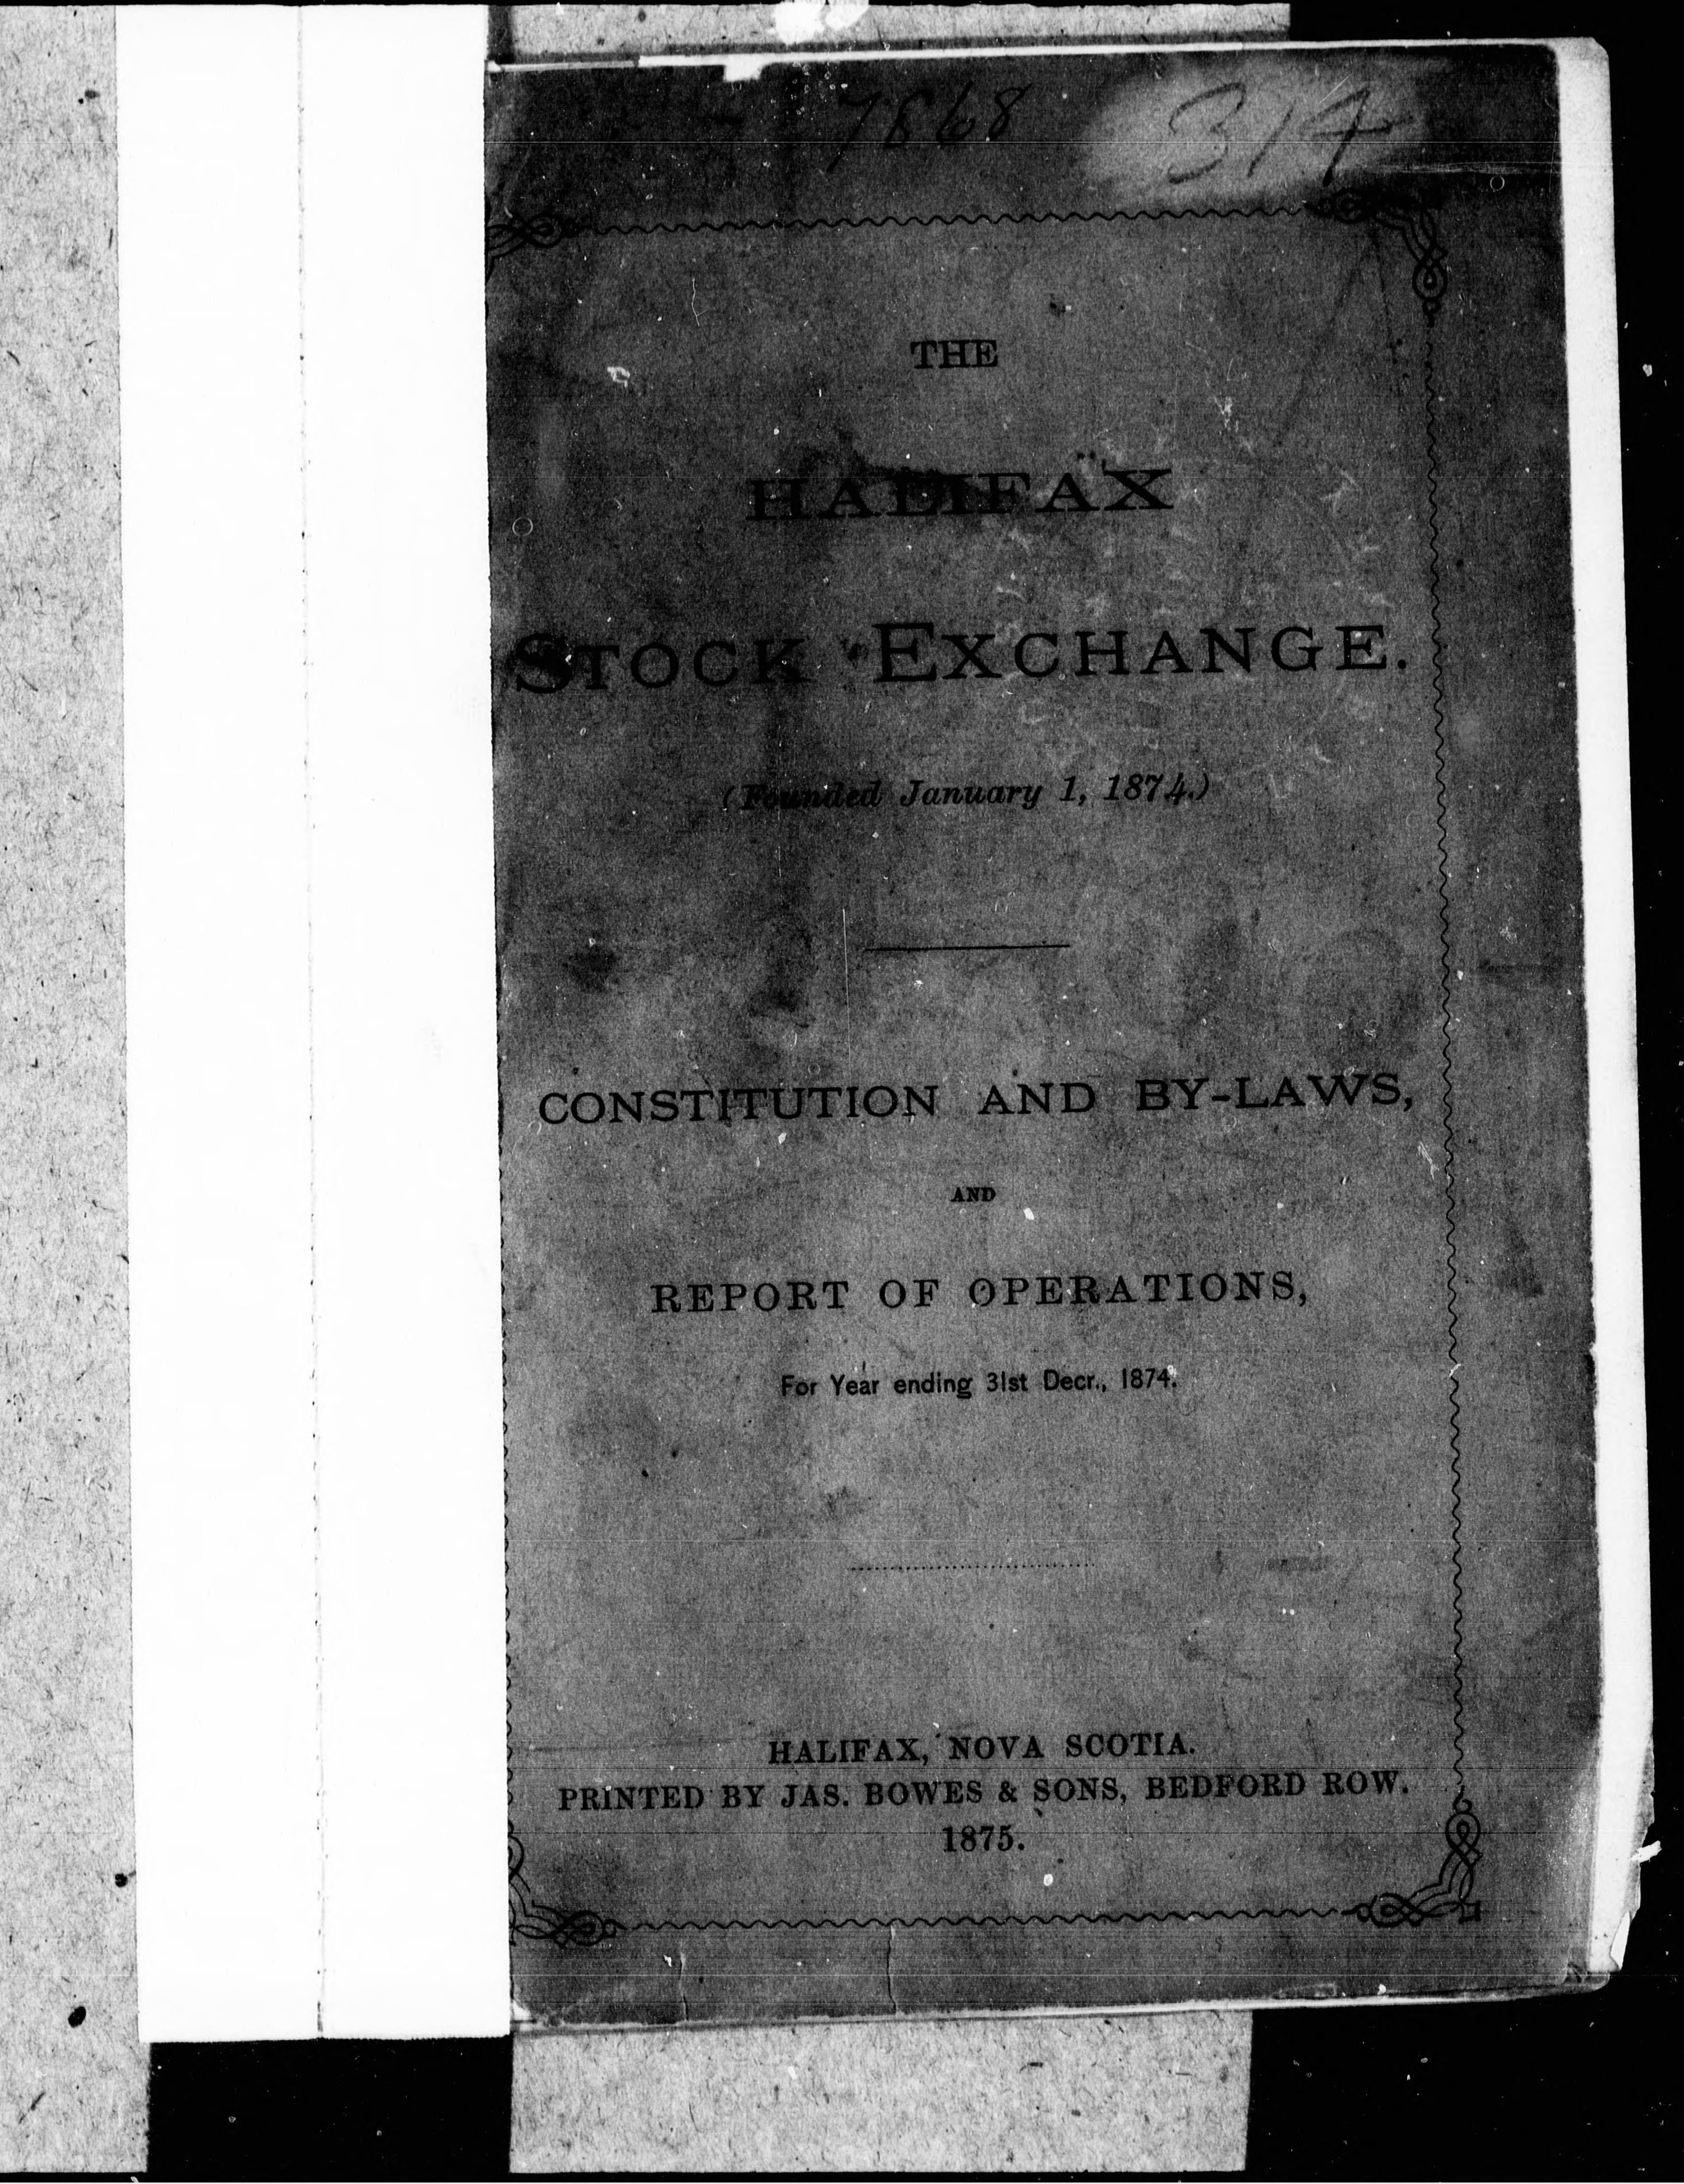 7868 314
THE
HALIFAX
STOCK EXCHANGE.
(Founded January 1, 1874.)
CONSTITUTION AND BY-LAWS,
AND
REPORT OF OPERATIONS,
For Year ending 31st Decr., 1874.
HALIFAX, NOVA SCOTIA.
PRINTED BY JAS. BOWES & SONS, BEDFORD ROW.
1875.